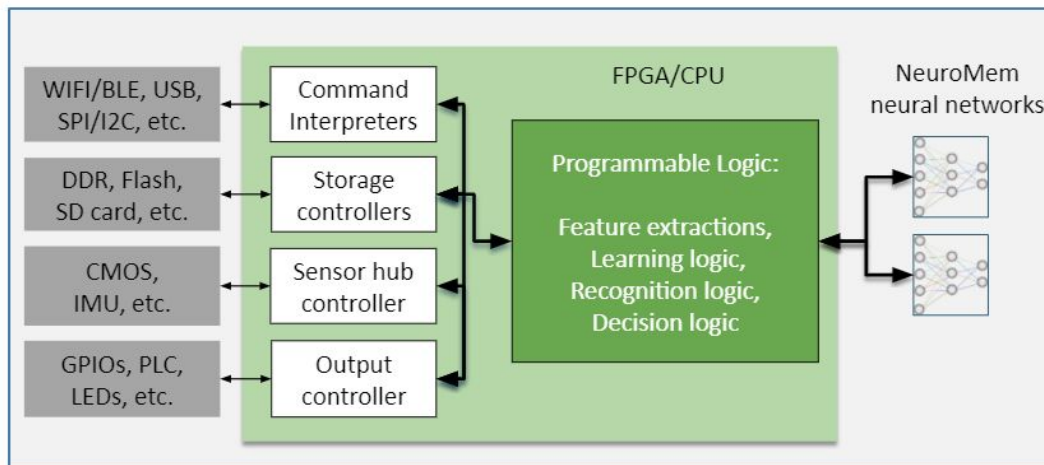 WIFI/BLE, USB,
SPI/I2C, etc.
DDR, Flash,
SD card, etc.
CMOS,
IMU, etc.
GPIOs, PLC,
LEDs, etc.
Command
Interpreters
Storage
controllers
Sensor hub
controller
Output
controller
FPGA/CPU
Programmable Logic:
Feature extractions,
Learning logic,
Recognition logic,
Decision logic
NeuroMem
neural networks